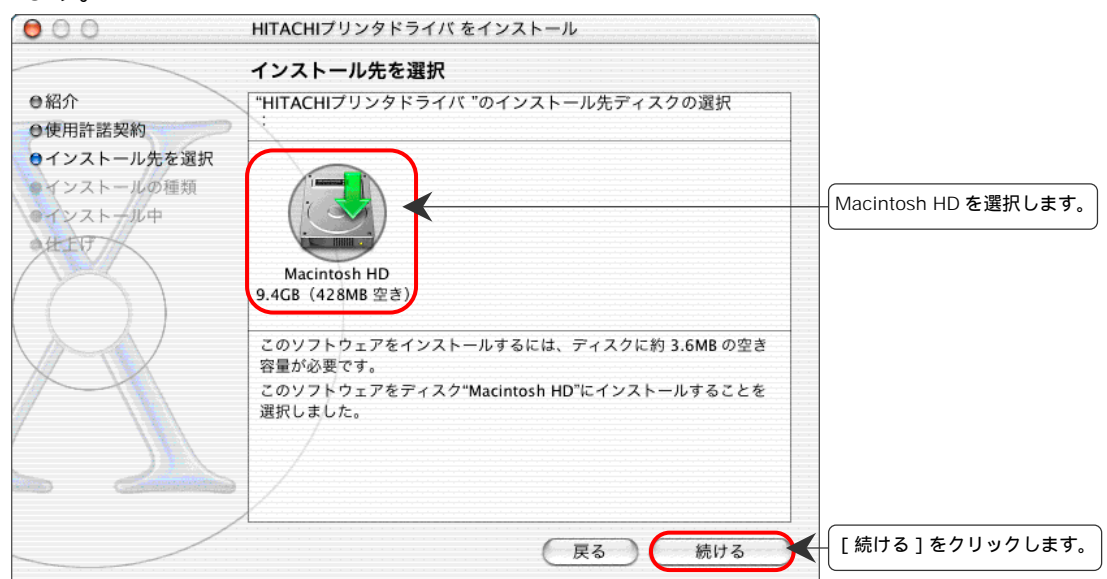 HITACHIプリンタドライバ をインストール
インストール先を選択
紹介
使用許諾契約
インストール先を選択
インストールの種類
インストール中
仕上げ
“HITACHIプリンタドライバ ”のインストール先ディスクの選択
:
Macintosh HD
9.4GB（428MB 空き）
このソフトウェアをインストールするには、ディスクに約 3.6MB の空き
容量が必要です。
このソフトウェアをディスク“Macintosh HD”にインストールすることを
選択しました。
戻る
続ける
Macintosh HD を選択します。
[ 続ける ] をクリックします。